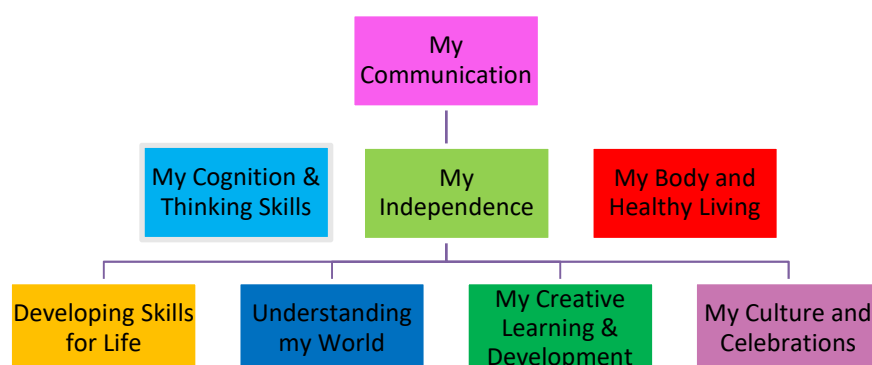 My
Communication
My Cognition &
Thinking Skills
My
Independence
My Body and
Healthy Living
Developing Skills
for Life
Understanding
my World
My Creative
Learning &
Development
My Culture and
Celebrations